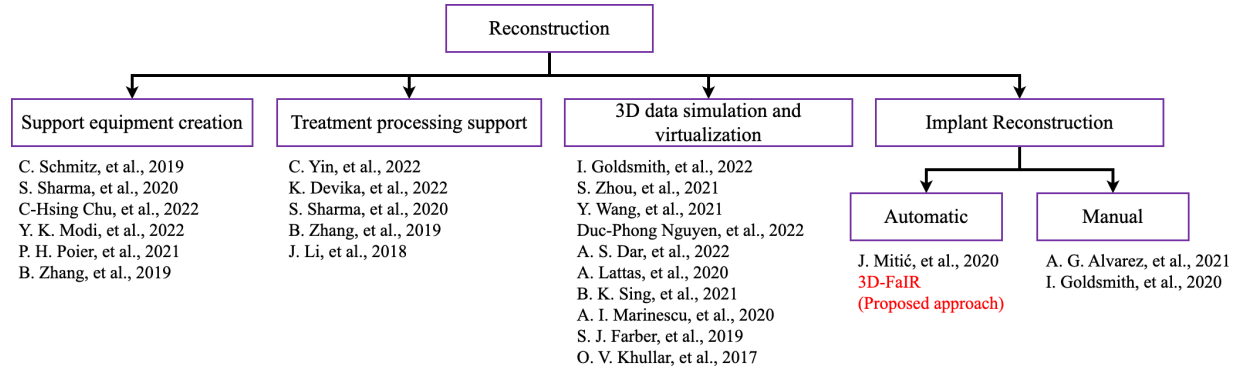 Reconstruction
Support equipment creation
C. Schmitz, et al., 2019
S. Sharma, et al., 2020
C-Hsing Chu, et al., 2022
Y. K. Modi, et al., 2022
P. H. Poier, et al., 2021
B. Zhang, et al., 2019
Treatment processing support
C. Yin, et al., 2022
K. Devika, et al., 2022
S. Sharma, et al., 2020
B. Zhang, et al., 2019
J. Li, et al., 2018
3D data simulation and
virtualization
I. Goldsmith, et al., 2022
S. Zhou, et al., 2021
Y. Wang, et al., 2021
Duc-Phong Nguyen, et al., 2022
A. S. Dar, et al., 2022
A. Lattas, et al., 2020
B. K. Sing, et al., 2021
A. I. Marinescu, et al., 2020
S. J. Farber, et al., 2019
O. V. Khullar, et al., 2017
Implant Reconstruction
Automatic
J. Mitić, et al., 2020
3D-FaIR
(Proposed approach)
Manual
A. G. Alvarez, et al., 2021
I. Goldsmith, et al., 2020